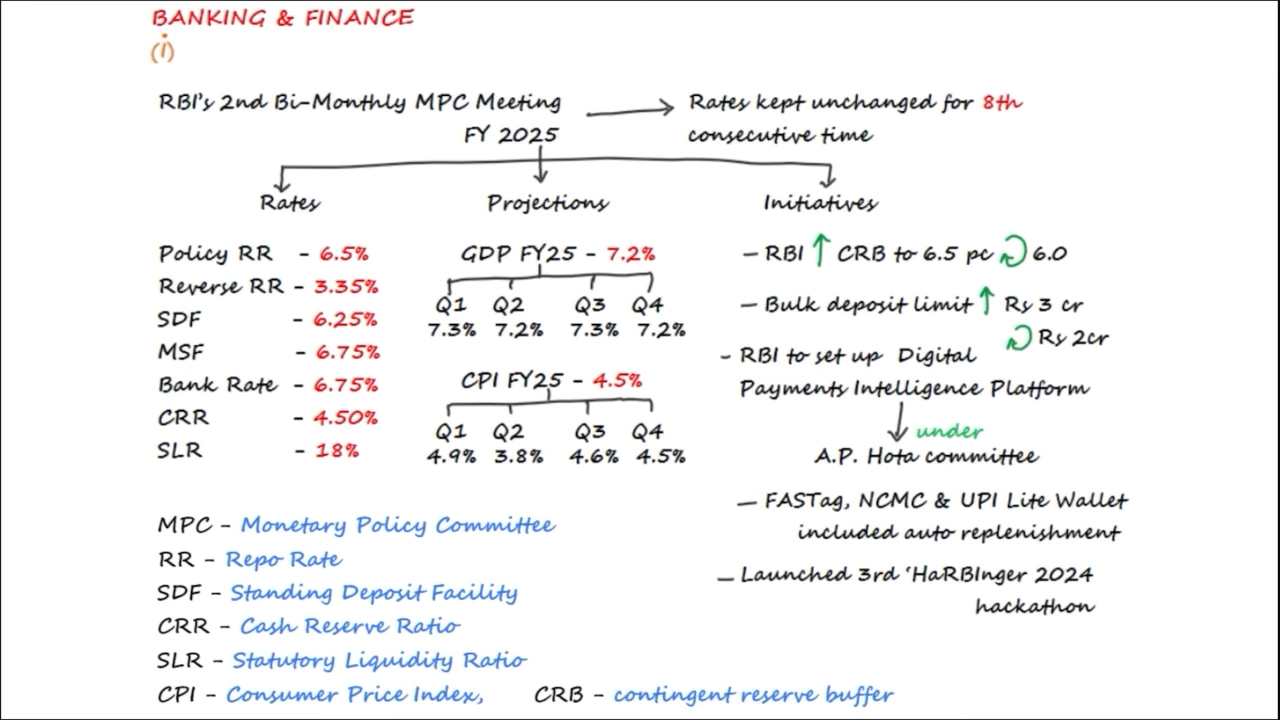 BANKING & FINANCE
(i)
RBI's 2nd Bi-Monthly MPC Meeting
FY 2025
Rates kept unchanged for 8th
consecutive time
Rates
Policy RR - 6.5%
Reverse RR - 3.35%
SDF - 6.25%
MSF - 6.75%
Bank Rate - 6.75%
CRR - 4.50%
SLR - 18%
Projections
GDP FY25 - 7.2%
Q1 Q2 Q3 Q4
7.3% 7.2% 7.3% 7.2%
CPI FY25 - 4.5%
Q1 Q2 Q3 Q4
4.9% 3.8% 4.6% 4.5%
Initiatives
- RBI ↑ CRB to 6.5 pc 6.0
- Bulk deposit limit ↑ Rs 3 cr
Rs 2cr
- RBI to set up Digital
Payments Intelligence Platform
under
A.P. Hota committee
- FASTag, NCMC & UPI Lite Wallet
included auto replenishment
- Launched 3rd 'HaRBInger 2024
hackathon
MPC - Monetary Policy Committee
RR - Repo Rate
SDF - Standing Deposit Facility
CRR - Cash Reserve Ratio
SLR - Statutory Liquidity Ratio
CPI - Consumer Price Index, CRB - contingent reserve buffer